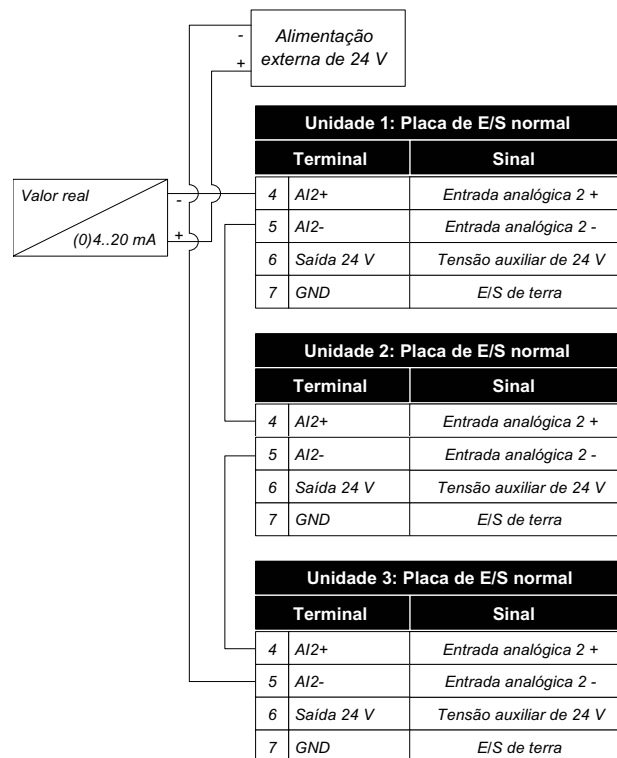 -
Alimentação
externa de 24 V
+
Unidade 1: Placa de E/S normal
Terminal Sinal
Valor real
-
(0)4..20 mA
+
4 AI2+ Entrada analógica 2 +
5 AI2- Entrada analógica 2 -
6 Saída 24 V Tensão auxiliar de 24 V
7 GND E/S de terra
Unidade 2: Placa de E/S normal
Terminal Sinal
4 AI2+ Entrada analógica 2 +
5 AI2- Entrada analógica 2 -
6 Saída 24 V Tensão auxiliar de 24 V
7 GND E/S de terra
Unidade 3: Placa de E/S normal
Terminal Sinal
4 AI2+ Entrada analógica 2 +
5 AI2- Entrada analógica 2 -
6 Saída 24 V Tensão auxiliar de 24 V
7 GND E/S de terra